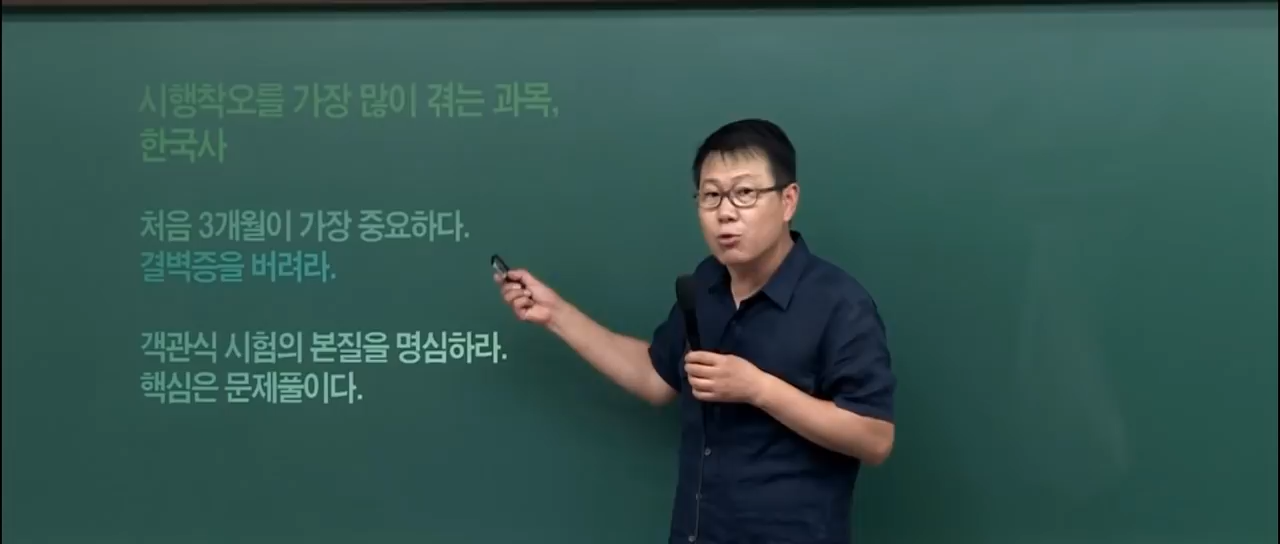 시행착오를 가장 많이 겪는 과목,
한국사
처음 3개월이 가장 중요하다.
결벽증을 버려라.
객관식 시험의 본질을 명심하라.
핵심은 문제풀이다.